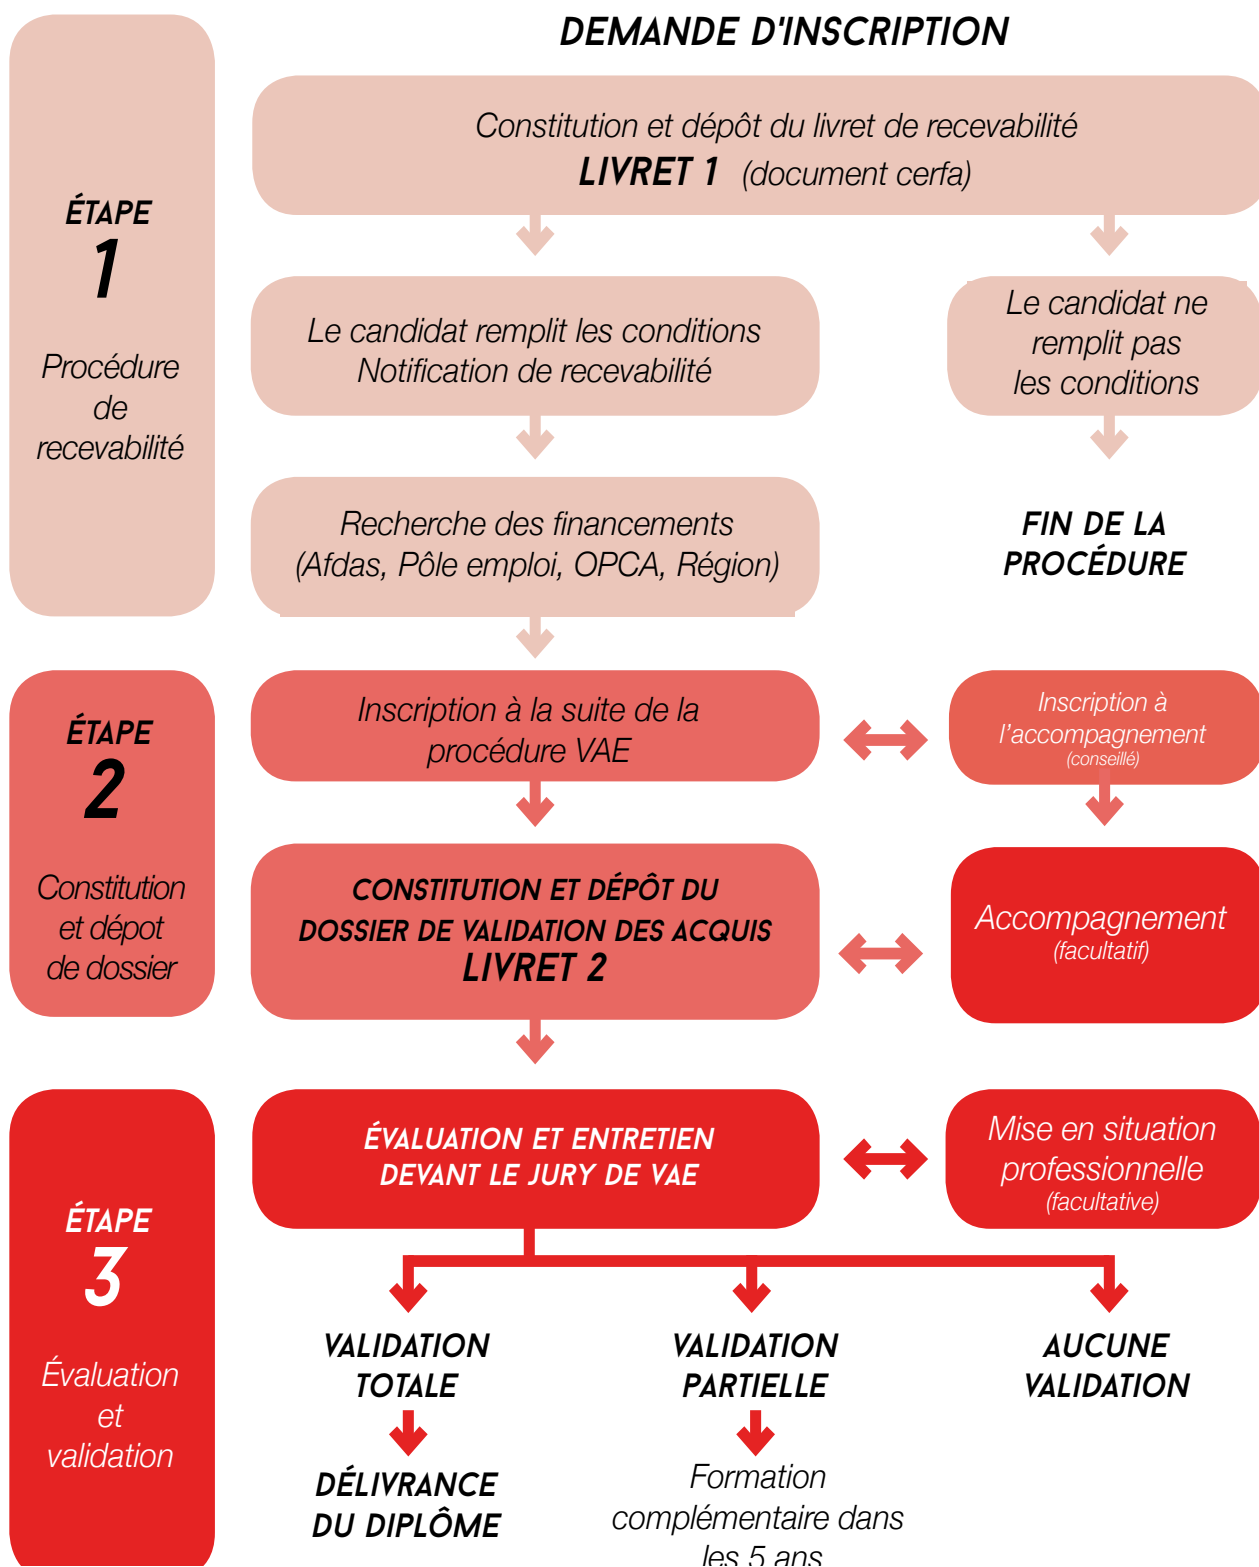 DEMANDE D'INSCRIPTION
ÉTAPE
1
Procédure
de
recevabilité
Constitution et dépôt du livret de recevabilité
LIVRET 1 (document cerfa)
Le candidat remplit les conditions
Notification de recevabilité
Le candidat ne
remplit pas
les conditions
Recherche des financements
(Afdas, Pôle emploi, OPCA, Région)
FIN DE LA
PROCÉDURE
ÉTAPE
2
Constitution
et dépot
de dossier
Inscription à la suite de la
procédure VAE
Inscription à
l'accompagnement
(conseillé)
CONSTITUTION ET DÉPÔT DU
DOSSIER DE VALIDATION DES ACQUIS
LIVRET 2
Accompagnement
(facultatif)
ÉTAPE
3
Évaluation
et
validation
ÉVALUATION ET ENTRETIEN
DEVANT LE JURY DE VAE
Mise en situation
professionnelle
(facultative)
VALIDATION
TOTALE
DÉLIVRANCE
DU DIPLÔME
VALIDATION
PARTIELLE
Formation
complémentaire dans
les 5 ans
AUCUNE
VALIDATION